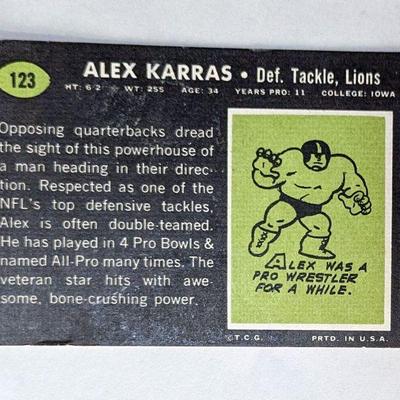 123
ALEX KARRAS • Def. Tackle, Lions
HT: 6-2 WT: 255 AGE: 34 YEARS PRO: 11 COLLEGE: IOWA
Opposing quarterbacks dread
the sight of this powerhouse of
a man heading in their direc-
tion. Respected as one of the
NFL's top defensive tackles,
Alex is often double-teamed.
He has played in 4 Pro Bowls &
named All-Pro many times. The
veteran star hits with awe-
some, bone-crushing power.
ALEX WAS A
PRO WRESTLER
FOR A WHILE.
©T.C.G. PRTD. IN U.S.A.